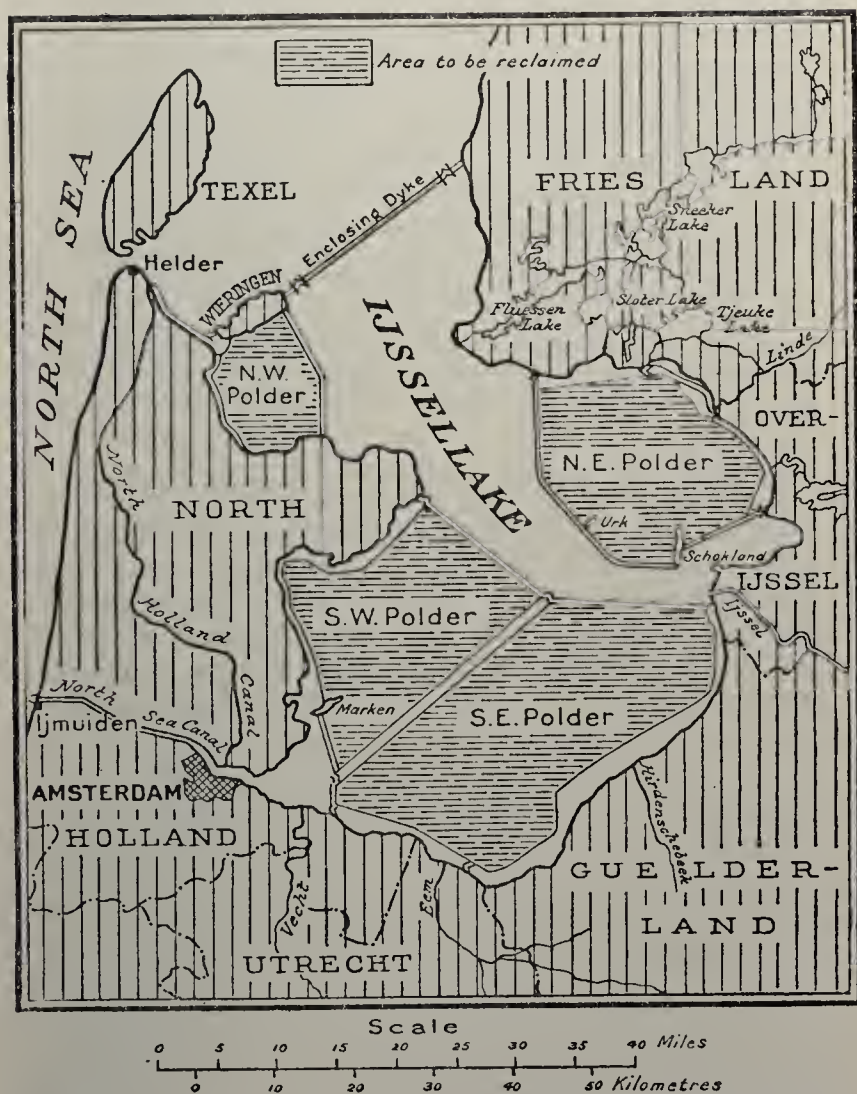 Area to be reclaimed
NORTH SEA
TEXEL
Helder
WIERINGEN
Enclosing Dyke
FRIES LAND
Sneeker
Lake
Fluessen
Lake
Sloter Lake
Tjeuke
Lake
Linde
IJSSELLAKE
N.W.
Polder
OVER-
N.E. Polder
Urk
Schokland
IJSSEL
Ijssel
NORTH
North
Holland
Canal
S.W. Polder
Marken
S.E. Polder
North
Sea Canal
Ijmuiden
AMSTERDAM
HOLLAND
Hirdenschebeek
GUELDER-
LAND
Vecht
Eem
UTRECHT
Scale
0 5 10 15 20 25 30 35 40 Miles
0 10 20 30 40 50 Kilometres